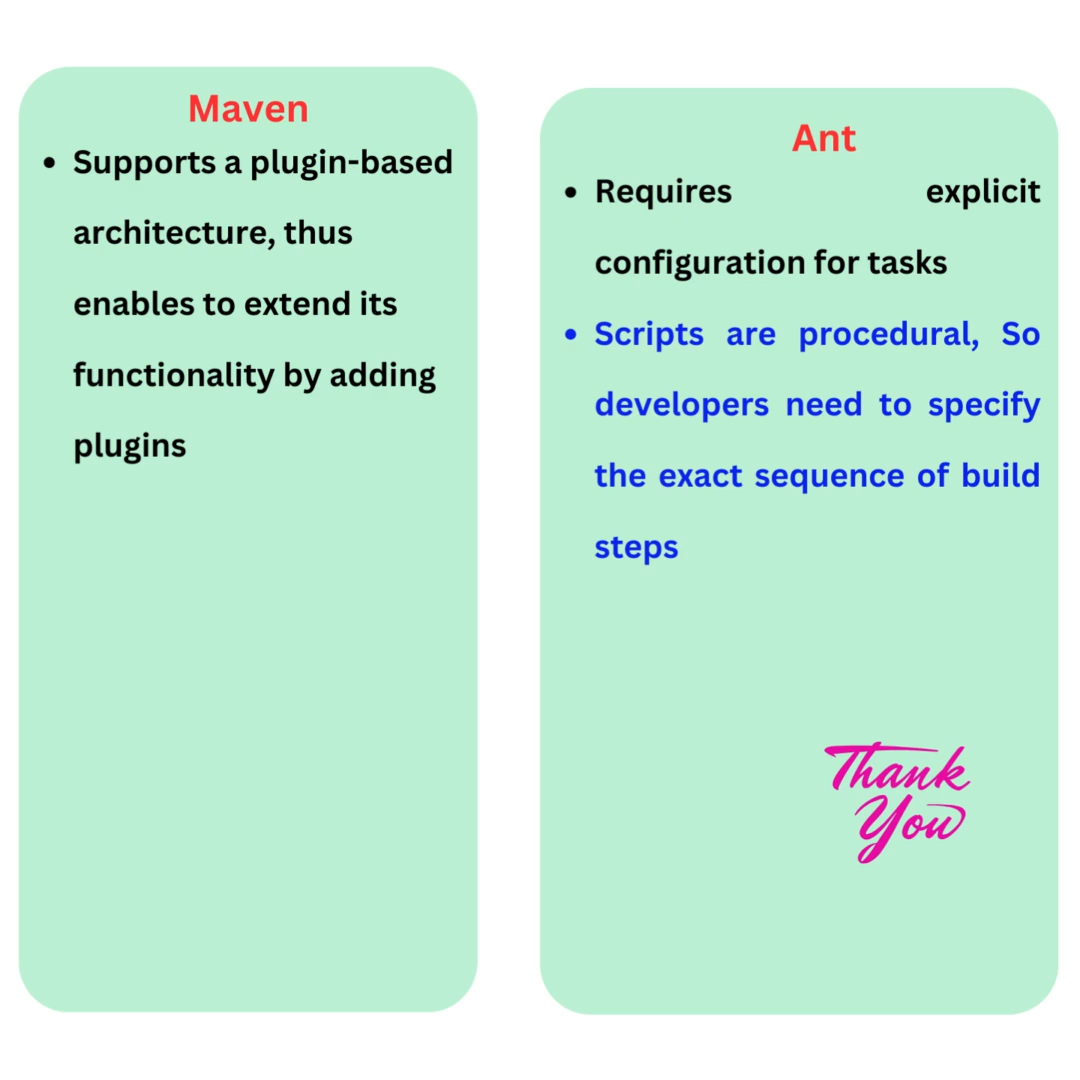 Maven
• Supports a plugin-based
architecture, thus
enables to extend its
functionality by adding
plugins
Ant
• Requires explicit
configuration for tasks
• Scripts are procedural, So
developers need to specify
the exact sequence of build
steps
Thank
You